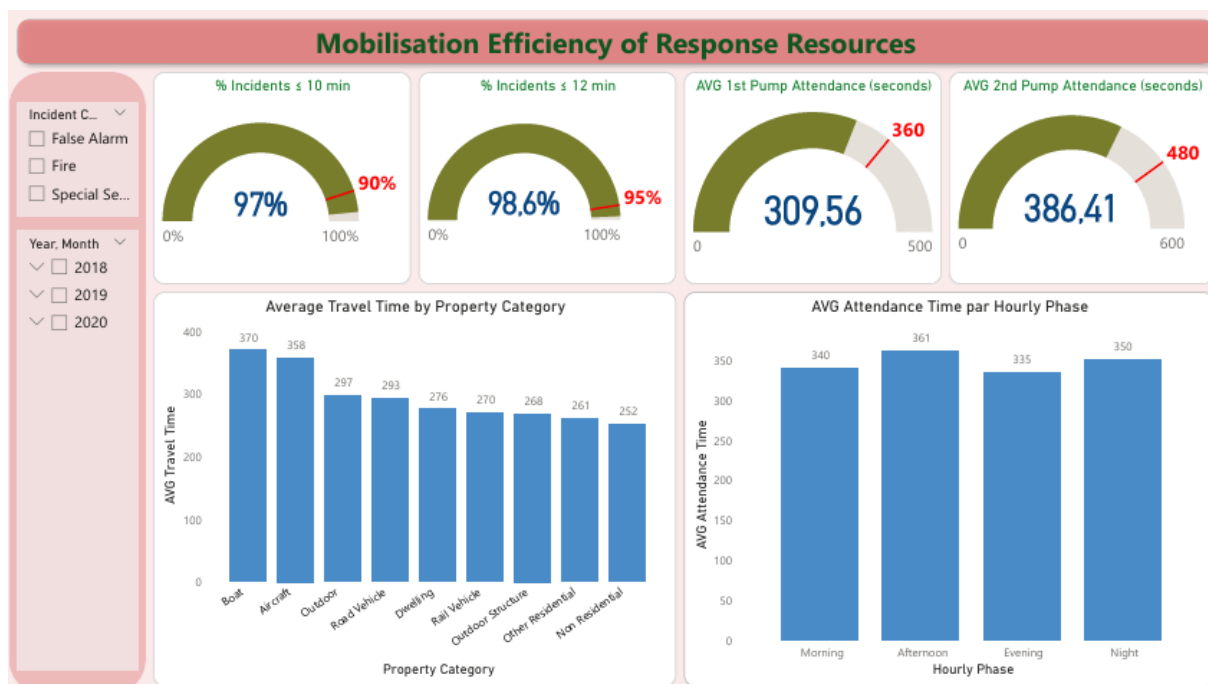 Mobilisation Efficiency of Response Resources
Incident C...
False Alarm
Fire
Special Se...
Year, Month
2018
2019
2020
% Incidents ≤ 10 min
97%
90%
0%
100%
% Incidents ≤ 12 min
98,6%
95%
0%
100%
AVG 1st Pump Attendance (seconds)
309,56
360
0
500
AVG 2nd Pump Attendance (seconds)
386,41
480
0
600
Average Travel Time by Property Category
AVG Travel Time
400
300
200
100
0
370
358
297
293
276
270
268
261
252
Boat
Aircraft
Outdoor
Road Vehicle
Dwelling
Rail Vehicle
Outdoor Structure
Other Residential
Non Residential
Property Category
AVG Attendance Time par Hourly Phase
AVG Attendance Time
350
300
250
200
150
100
50
0
340
361
335
350
Morning
Afternoon
Evening
Night
Hourly Phase